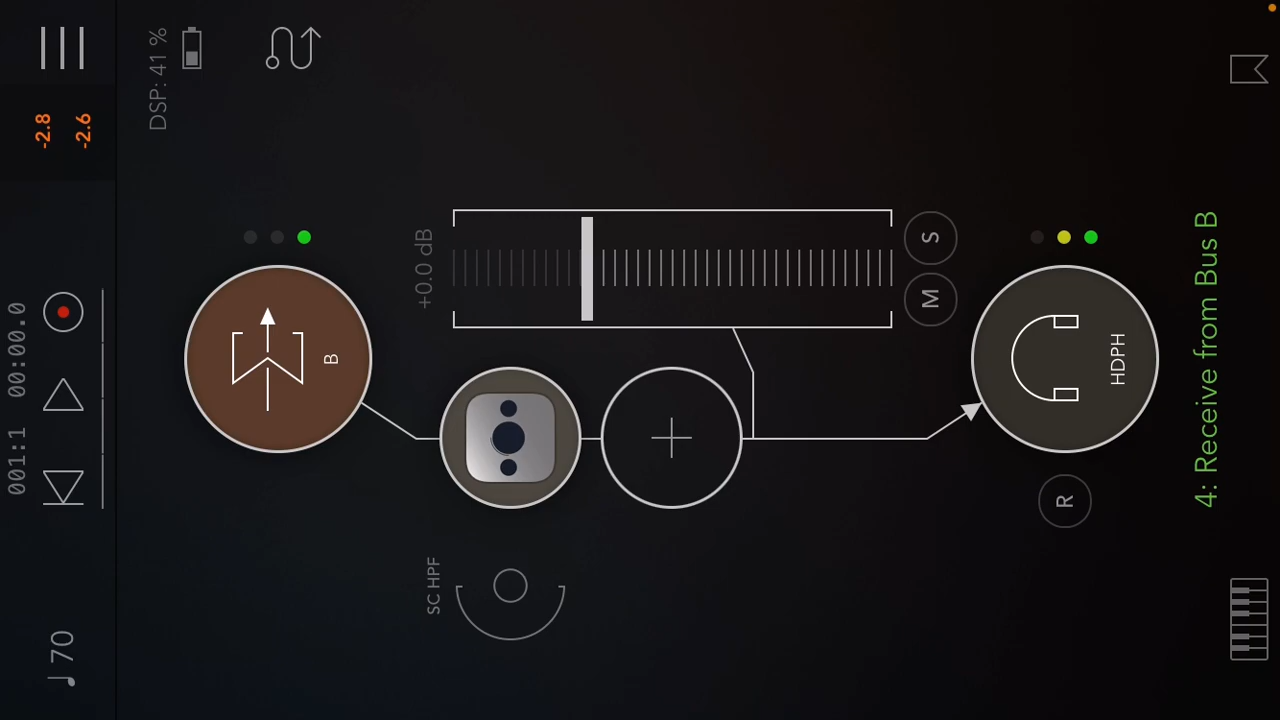 001:1 00:00.0
-2.8
70
-2.6
DSP: 41 %
B
+0.0 dB
SC HPF
M S
R
HDPH
4: Receive from Bus B